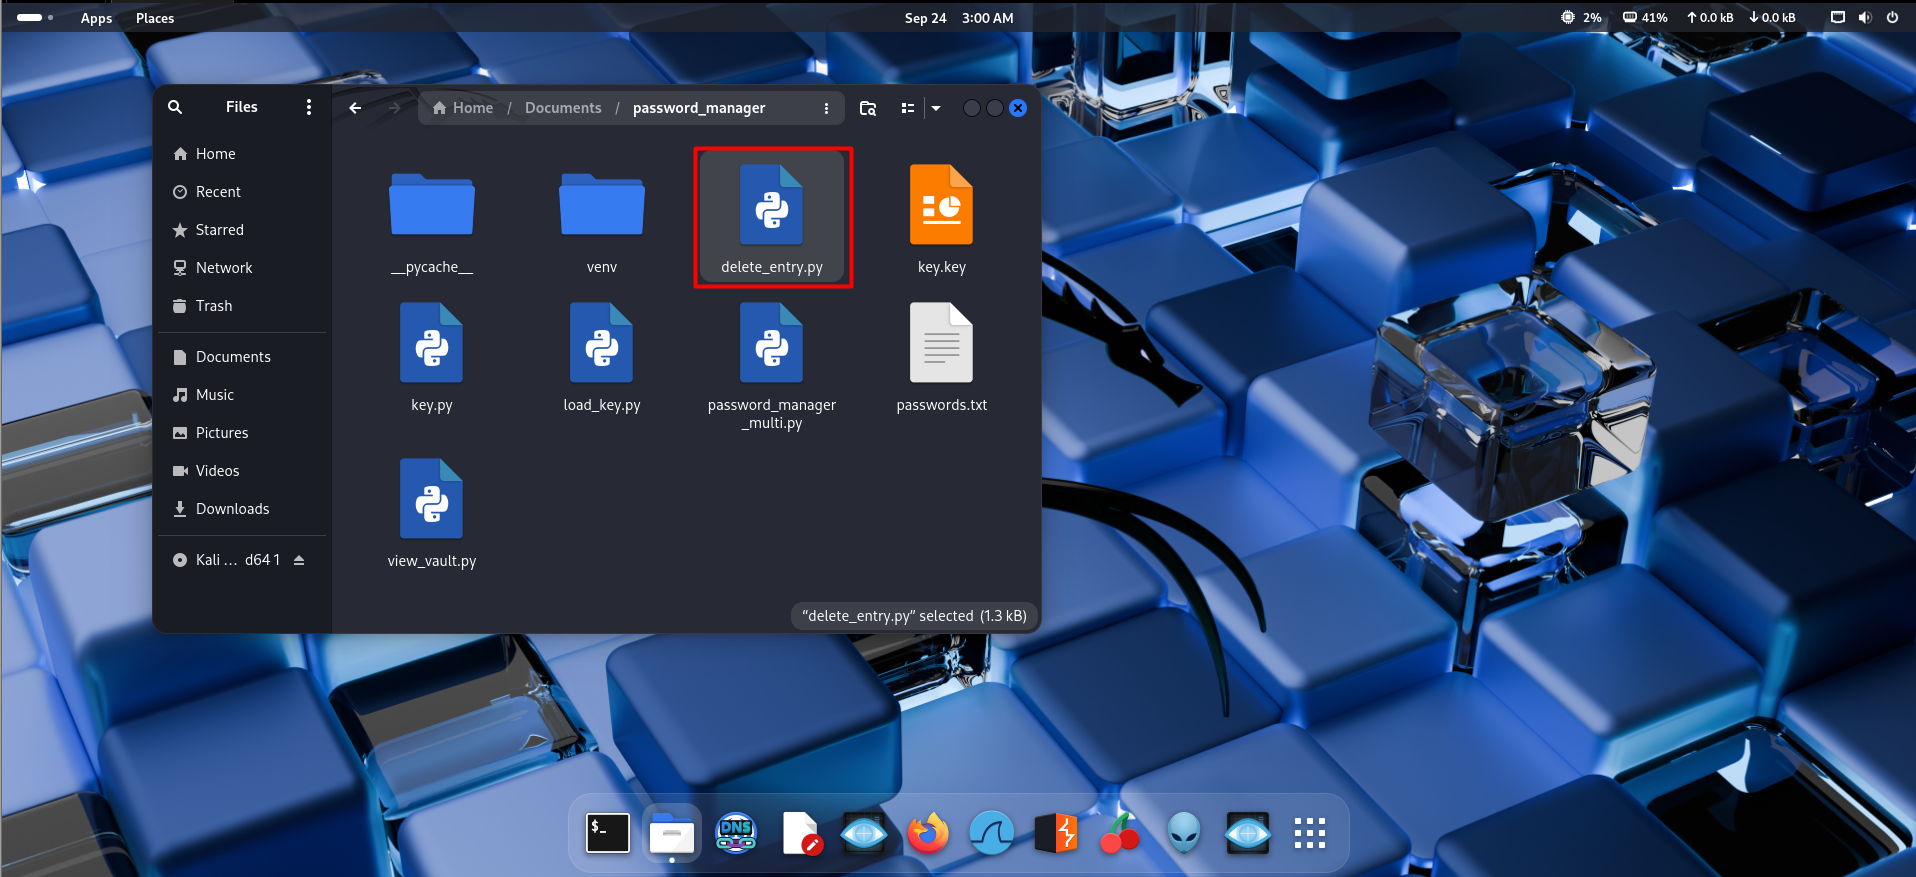 Apps Places
Sep 24 3:00 AM
2% 41% 0.0 kB 0.0 kB
Files
Home / Documents / password_manager
Home
Recent
Starred
Network
Trash
Documents
Music
Pictures
Videos
Downloads
Kali ... d64 1
__pycache__
venv
delete_entry.py
key.key
key.py
load_key.py
password_manager
_multi.py
passwords.txt
view_vault.py
“delete_entry.py” selected (1.3 kB)
$_
DNS